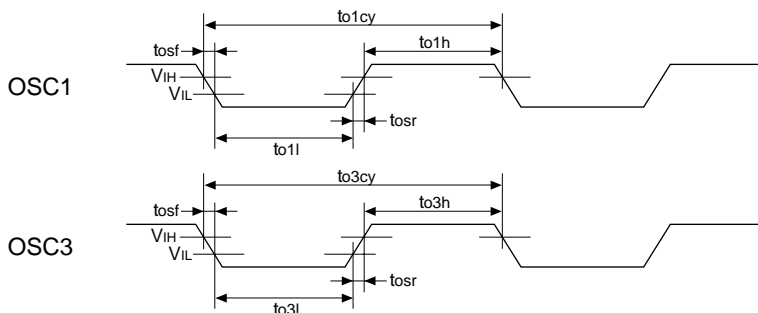 to1cy
tosf
to1h
VIH
OSC1
VIL
tosr
to1l
to3cy
tosf
to3h
VIH
OSC3
VIL
tosr
to3l